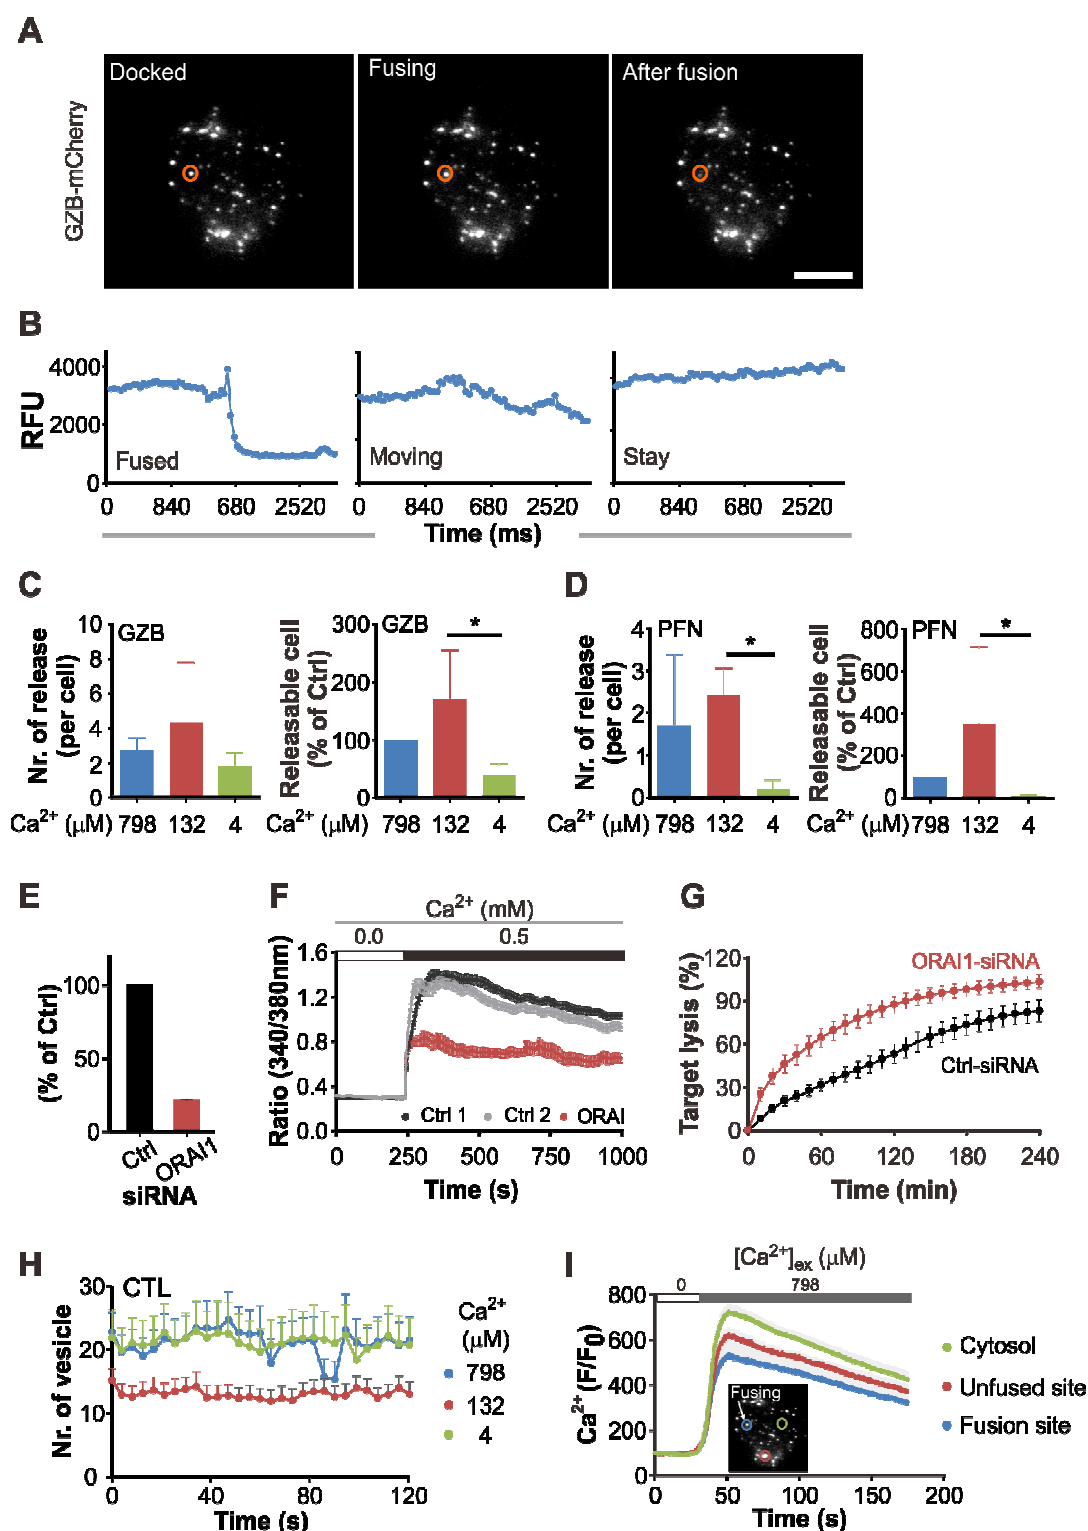 A
GZB-mCherry
Docked
Fusing
After fusion
B
RFU
4000
2000
0
Fused
Moving
Stay
0 840 680 2520
0 840 680 2520
0 840 680 2520
Time (ms)
C
Nr. of release
(per cell)
10
8
6
4
2
0
GZB
Ca2+ (μM) 798 132 4
Releasable cell
(% of Ctrl)
300
200
100
0
GZB
*
Ca2+ (μM) 798 132 4
D
Nr. of release
(per cell)
4
3
2
1
0
PFN
*
Ca2+ (μM) 798 132 4
Releasable cell
(% of Ctrl)
800
600
400
200
0
PFN
*
Ca2+ (μM) 798 132 4
E
(% of Ctrl)
100
50
0
Ctrl
ORAI1
siRNA
F
Ca2+ (mM)
0.0 0.5
Ratio (340/380nm)
1.6
1.2
0.8
0.4
0.0
Ctrl 1 Ctrl 2 ORAI
0 250 500 750 1000
Time (s)
G
Target lysis (%)
120
90
60
30
0
ORAI1-siRNA
Ctrl-siRNA
0 60 120 180 240
Time (min)
H
Nr. of vesicle
30
20
10
0
CTL
0 40 80 120
Time (s)
Ca2+
(μM)
798
132
4
I
[Ca2+]ex (μM)
0 798
Ca2+ (F/F0)
800
600
400
200
0
Fusing
0 50 100 150 200
Time (s)
Cytosol
Unfused site
Fusion site